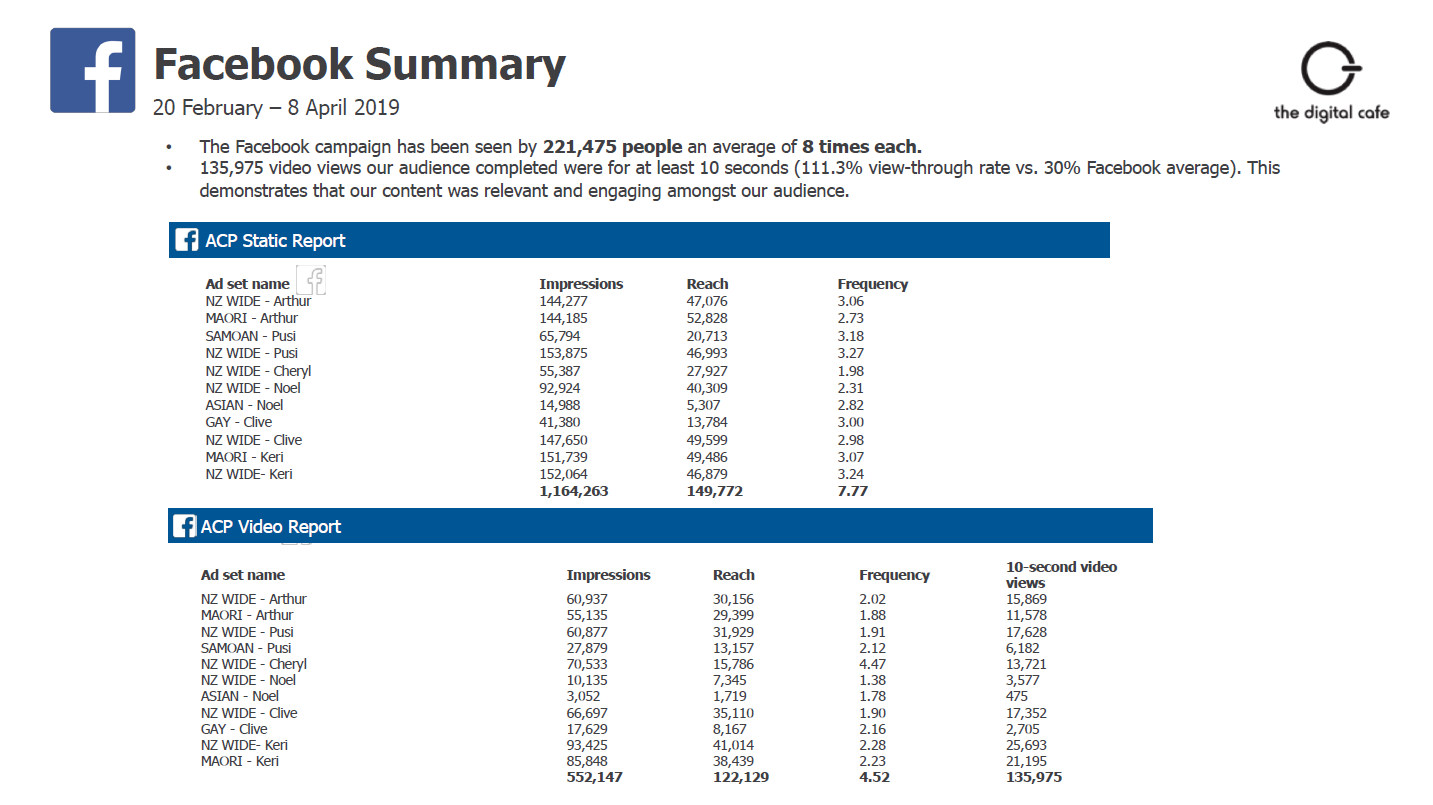 Facebook Summary
20 February – 8 April 2019
the digital cafe
• The Facebook campaign has been seen by 221,475 people an average of 8 times each.
• 135,975 video views our audience completed were for at least 10 seconds (111.3% view-through rate vs. 30% Facebook average). This
demonstrates that our content was relevant and engaging amongst our audience.
ACP Static Report
Ad set name Impressions Reach Frequency
NZ WIDE - Arthur 144,277 47,076 3.06
MAORI - Arthur 144,185 52,828 2.73
SAMOAN - Pusi 65,794 20,713 3.18
NZ WIDE - Pusi 153,875 46,993 3.27
NZ WIDE - Cheryl 55,387 27,927 1.98
NZ WIDE - Noel 92,924 40,309 2.31
ASIAN - Noel 14,988 5,307 2.82
GAY - Clive 41,380 13,784 3.00
NZ WIDE - Clive 147,650 49,599 2.98
MAORI - Keri 151,739 49,486 3.07
NZ WIDE- Keri 152,064 46,879 3.24
1,164,263 149,772 7.77
ACP Video Report
Ad set name Impressions Reach Frequency 10-second video
views
NZ WIDE - Arthur 60,937 30,156 2.02 15,869
MAORI - Arthur 55,135 29,399 1.88 11,578
NZ WIDE - Pusi 60,877 31,929 1.91 17,628
SAMOAN - Pusi 27,879 13,157 2.12 6,182
NZ WIDE - Cheryl 70,533 15,786 4.47 13,721
NZ WIDE - Noel 10,135 7,345 1.38 3,577
ASIAN - Noel 3,052 1,719 1.78 475
NZ WIDE - Clive 66,697 35,110 1.90 17,352
GAY - Clive 17,629 8,167 2.16 2,705
NZ WIDE- Keri 93,425 41,014 2.28 25,693
MAORI - Keri 85,848 38,439 2.23 21,195
552,147 122,129 4.52 135,975